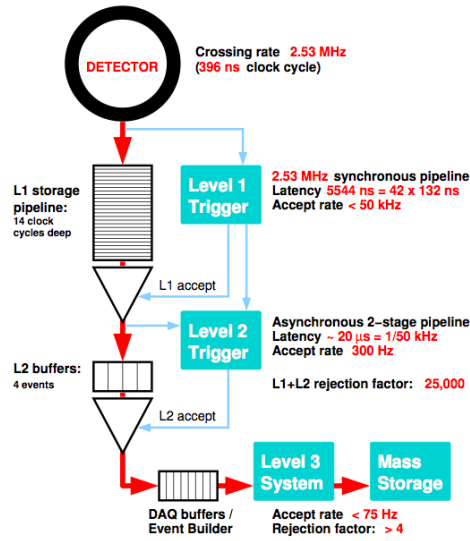 Crossing rate 2.53 MHz
(396 ns clock cycle)
DETECTOR
L1 storage
pipeline:
14 clock
cycles deep
Level 1
Trigger
2.53 MHz synchronous pipeline
Latency 5544 ns = 42 x 132 ns
Accept rate < 50 kHz
L1 accept
Level 2
Trigger
Asynchronous 2−stage pipeline
Latency ~ 20 µs = 1/50 kHz
Accept rate 300 Hz
L2 buffers:
4 events
L1+L2 rejection factor: 25,000
L2 accept
DAQ buffers /
Event Builder
Level 3
System
Mass
Storage
Accept rate < 75 Hz
Rejection factor: > 4